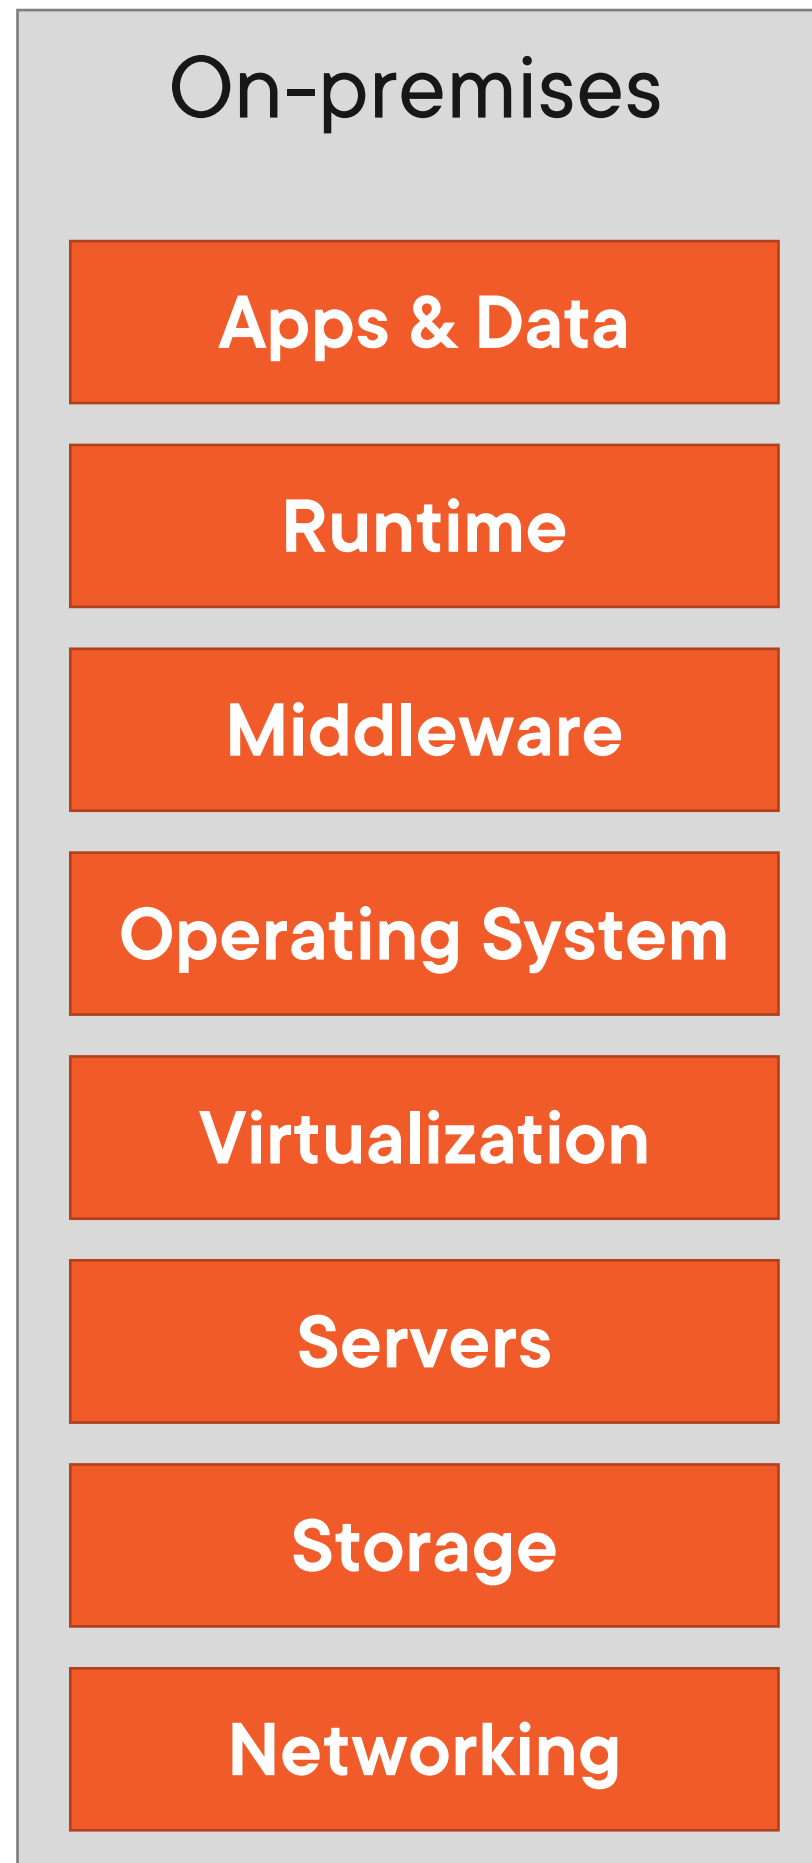 On-premises
Apps & Data
Runtime
Middleware
Operating System
Virtualization
Servers
Storage
Networking